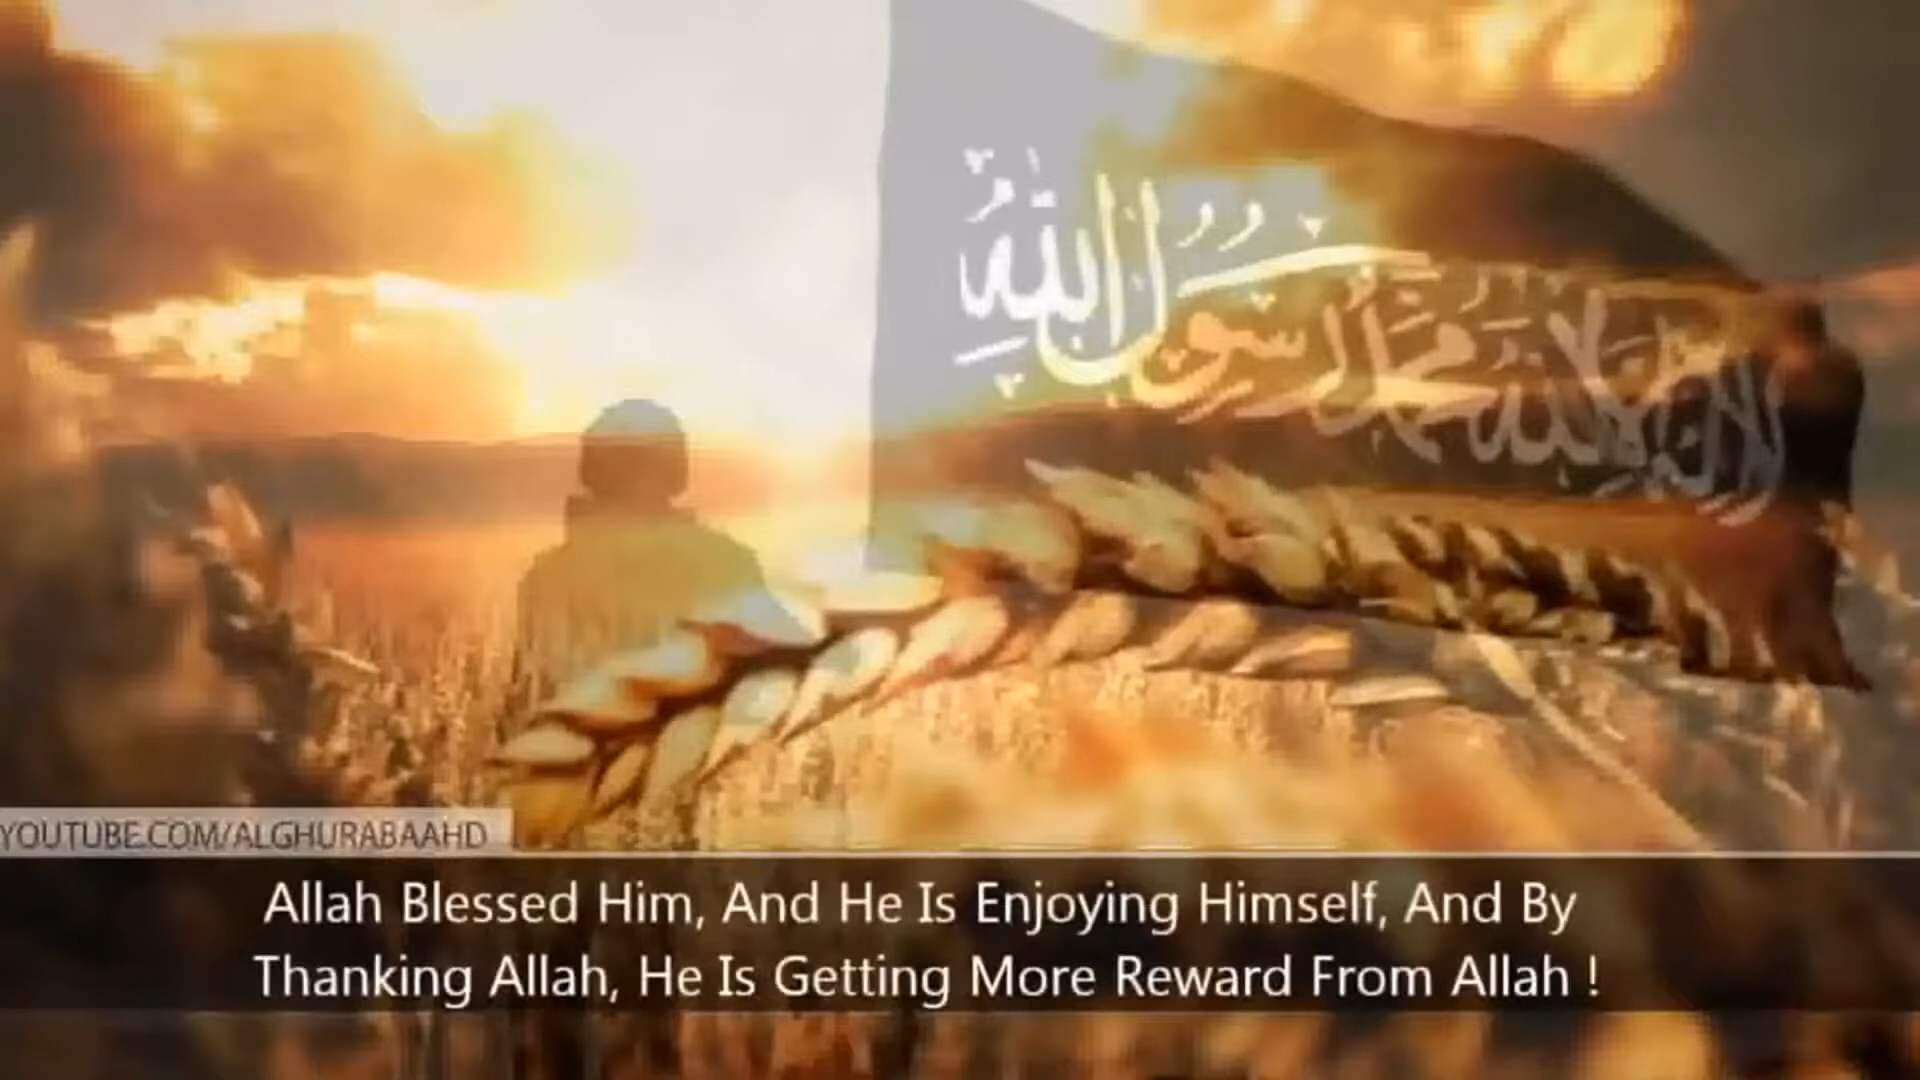 لا إله إلا الله محمد رسول الله
YOUTUBE.COM/ALGHURABAAHD
Allah Blessed Him, And He Is Enjoying Himself, And By
Thanking Allah, He Is Getting More Reward From Allah !